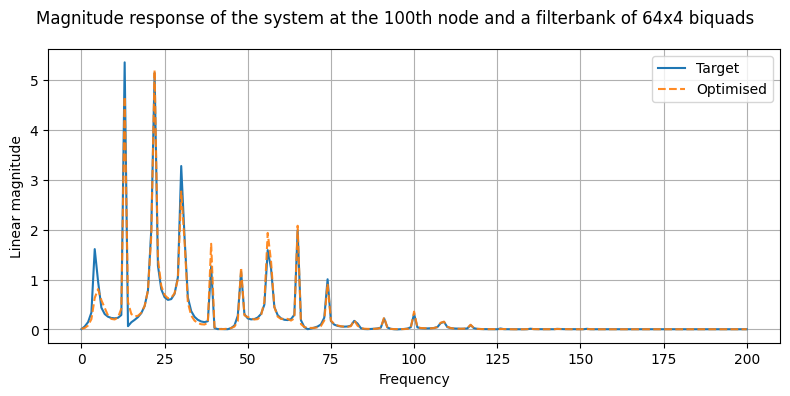 Magnitude response of the system at the 100th node and a filterbank of 64x4 biquads
Target
Optimised
Linear magnitude
5
4
3
2
1
0
0 25 50 75 100 125 150 175 200
Frequency